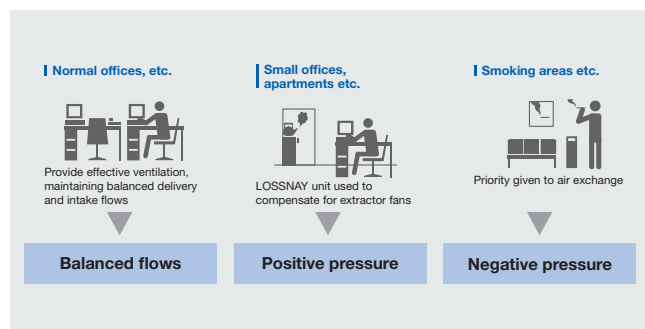 Normal offices, etc.
Provide effective ventilation,
maintaining balanced delivery
and intake flows
Balanced flows
Small offices,
apartments etc.
LOSSNAY unit used to
compensate for extractor fans
Positive pressure
Smoking areas etc.
Priority given to air exchange
Negative pressure